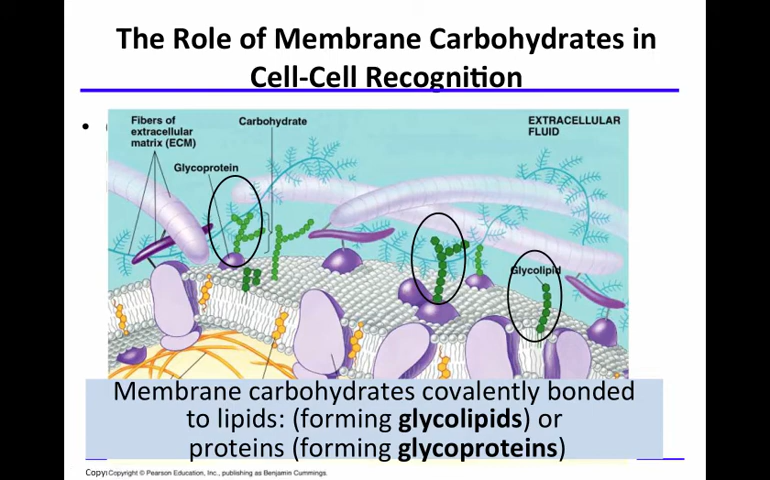 The Role of Membrane Carbohydrates in
Cell-Cell Recognition
•
Fibers of
extracellular
matrix (ECM)
Carbohydrate
Glycoprotein
EXTRACELLULAR
FLUID
Glycolipid
Membrane carbohydrates covalently bonded
to lipids: (forming glycolipids) or
proteins (forming glycoproteins)
Copyright © Pearson Education, Inc., publishing as Benjamin Cummings.